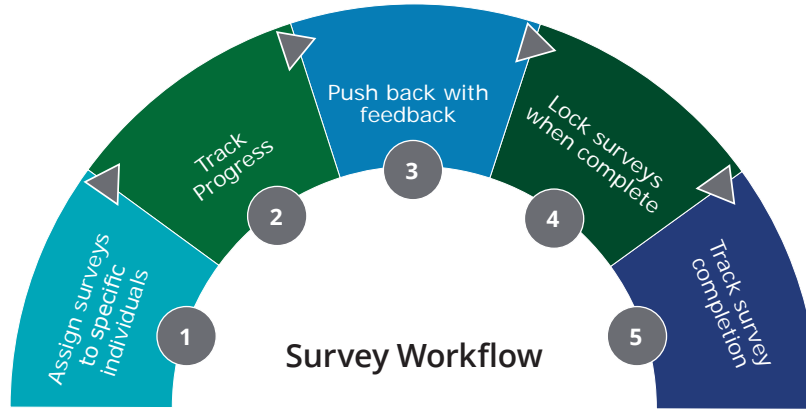 Assign surveys
to specific
individuals
1
Track
Progress
2
Push back with
feedback
3
Lock surveys
when complete
4
Track survey
completion
5
Survey Workflow